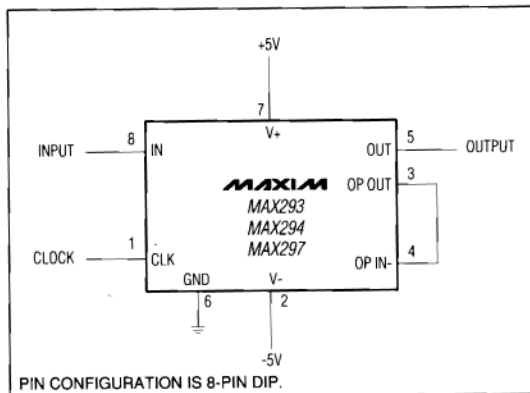 +5V
7
V+
INPUT 8 IN
OUT 5 OUTPUT
3
OP OUT
MAXIM
MAX293
MAX294
MAX297
4
OP IN-
CLOCK 1 CLK
GND V-
6 2
-5V
PIN CONFIGURATION IS 8-PIN DIP.